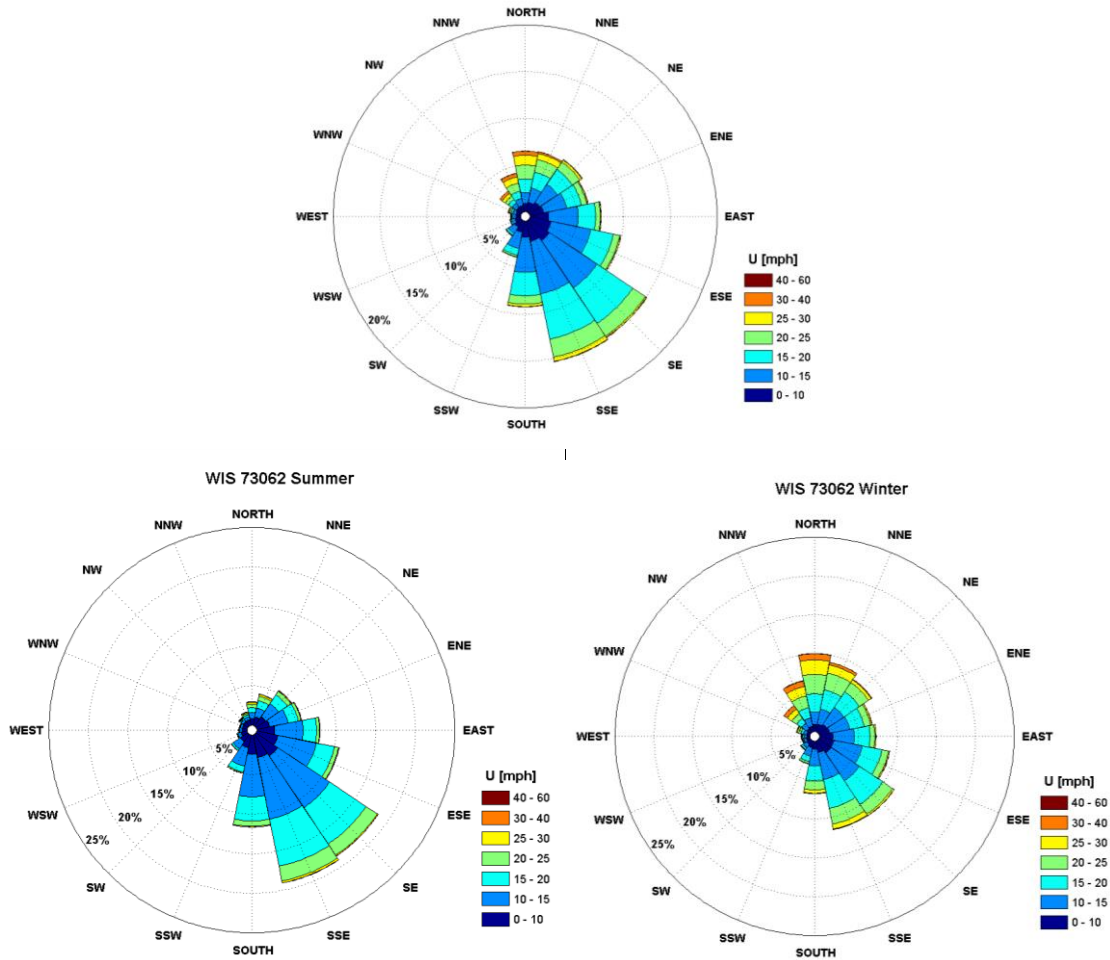 NORTH
NNW
NNE
NW
NE
WNW
ENE
WEST
EAST
5%
10%
15%
20%
WSW
ESE
SW
SE
SSW
SSE
SOUTH
U [mph]
40 - 60
30 - 40
25 - 30
20 - 25
15 - 20
10 - 15
0 - 10
WIS 73062 Summer
NORTH
NNW
NNE
NW
NE
WNW
ENE
WEST
EAST
5%
10%
15%
20%
25%
WSW
ESE
SW
SE
SSW
SSE
SOUTH
U [mph]
40 - 60
30 - 40
25 - 30
20 - 25
15 - 20
10 - 15
0 - 10
WIS 73062 Winter
NORTH
NNW
NNE
NW
NE
WNW
ENE
WEST
EAST
5%
10%
15%
20%
25%
WSW
ESE
SW
SE
SSW
SSE
SOUTH
U [mph]
40 - 60
30 - 40
25 - 30
20 - 25
15 - 20
10 - 15
0 - 10